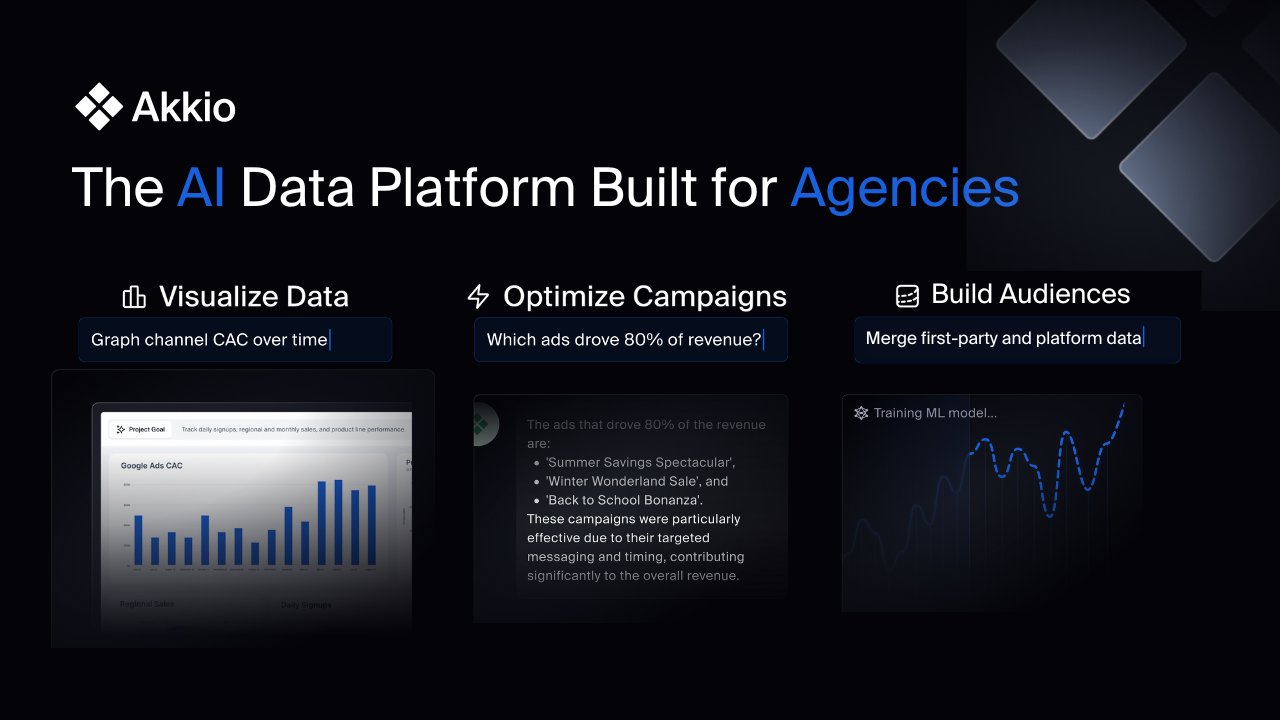 Akkio
The AI Data Platform Built for Agencies
Visualize Data
Graph channel CAC over time
Project Goal
Track daily signups, regional and monthly sales, and product line performance.
Google Ads CAC
Regional Sales
Daily Signups
Optimize Campaigns
Which ads drove 80% of revenue?
The ads that drove 80% of the revenue
are:
• 'Summer Savings Spectacular',
• 'Winter Wonderland Sale', and
• 'Back to School Bonanza'.
These campaigns were particularly
effective due to their targeted
messaging and timing, contributing
significantly to the overall revenue.
Build Audiences
Merge first-party and platform data
Training ML model...